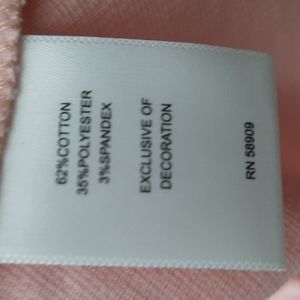 62%COTTON
35%POLYESTER
3%SPANDEX
EXCLUSIVE OF
DECORATION
RN 58909